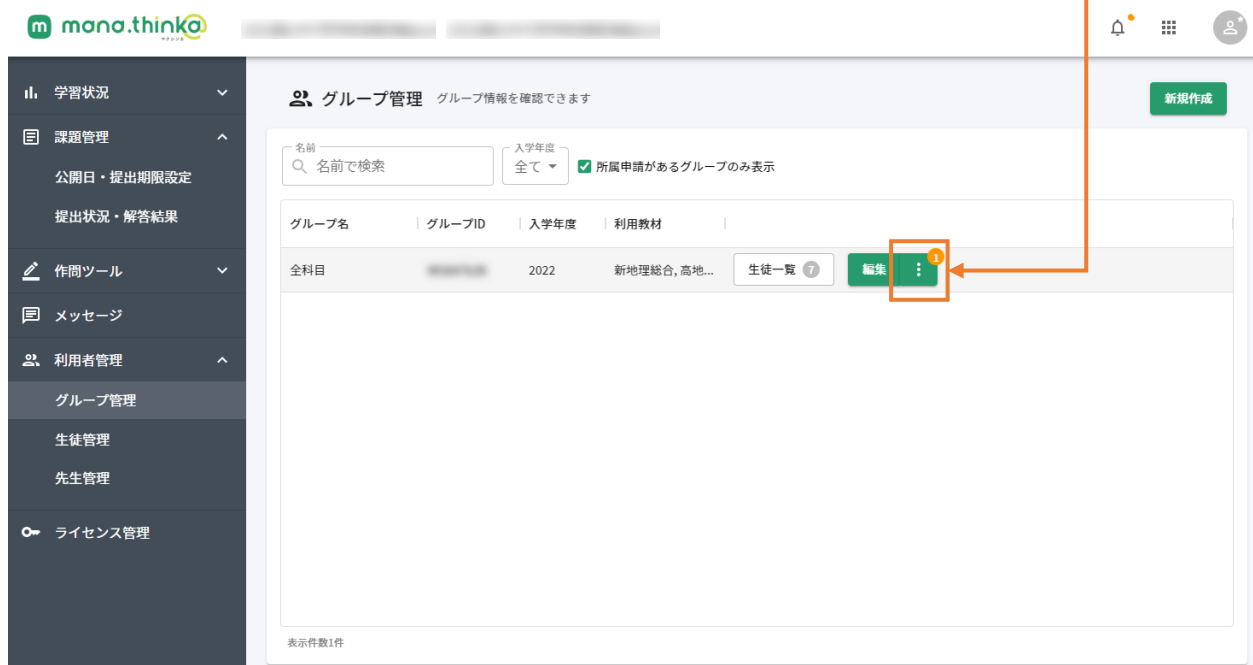 m mana.think@
マナシンカ
学習状況
課題管理
公開日・提出期限設定
提出状況・解答結果
作問ツール
メッセージ
利用者管理
グループ管理
生徒管理
先生管理
ライセンス管理
グループ管理 グループ情報を確認できます
新規作成
名前
名前で検索
入学年度
全て
所属申請があるグループのみ表示
グループ名 グループID 入学年度 利用教材
全科目 2022 新地理総合, 高地... 生徒一覧 7 編集 1
表示件数1件